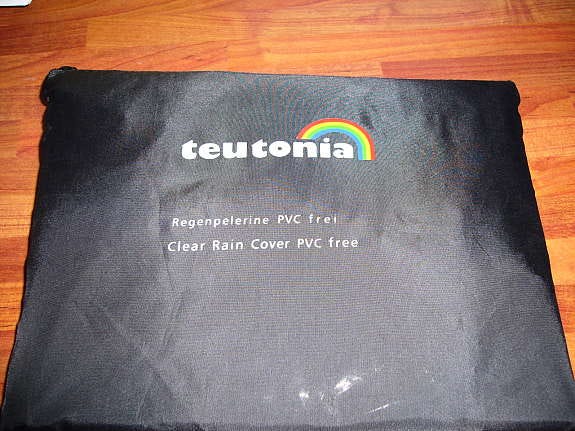 teutonia
Regenpelerine PVC frei
Clear Rain Cover PVC free